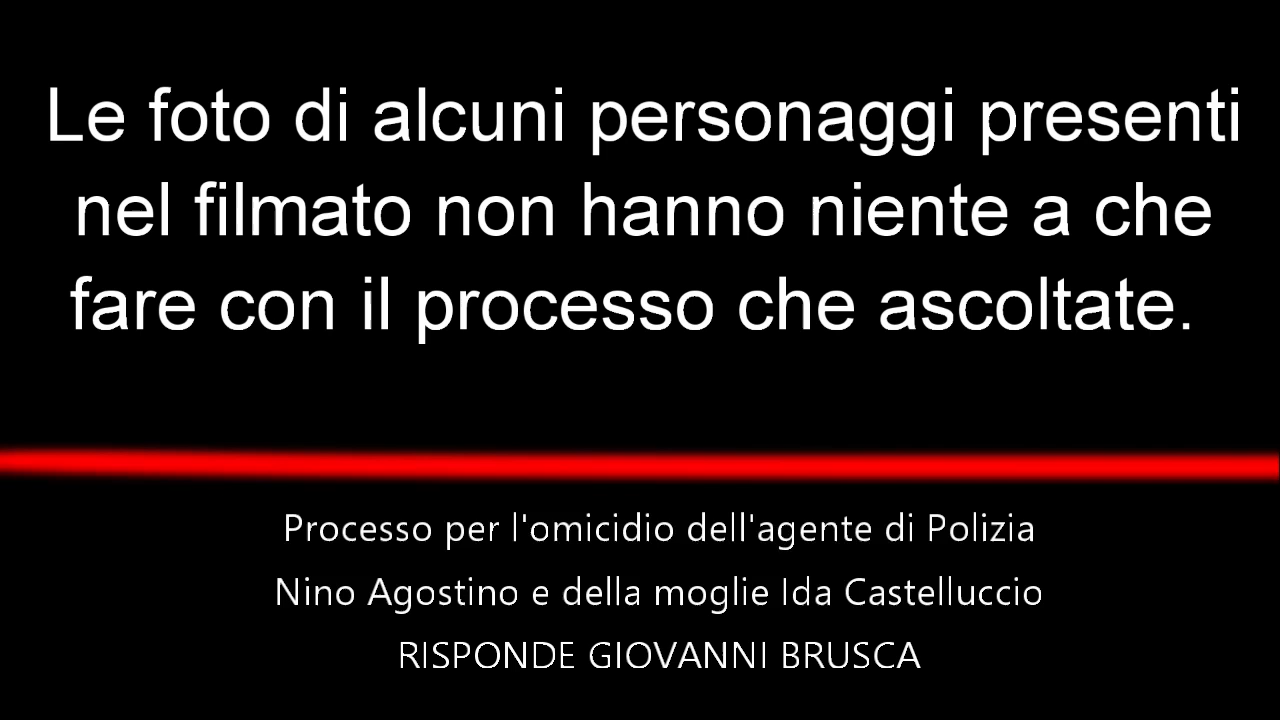 Le foto di alcuni personaggi presenti
nel filmato non hanno niente a che
fare con il processo che ascoltate.
Processo per l'omicidio dell'agente di Polizia
Nino Agostino e della moglie Ida Castelluccio
RISPONDE GIOVANNI BRUSCA